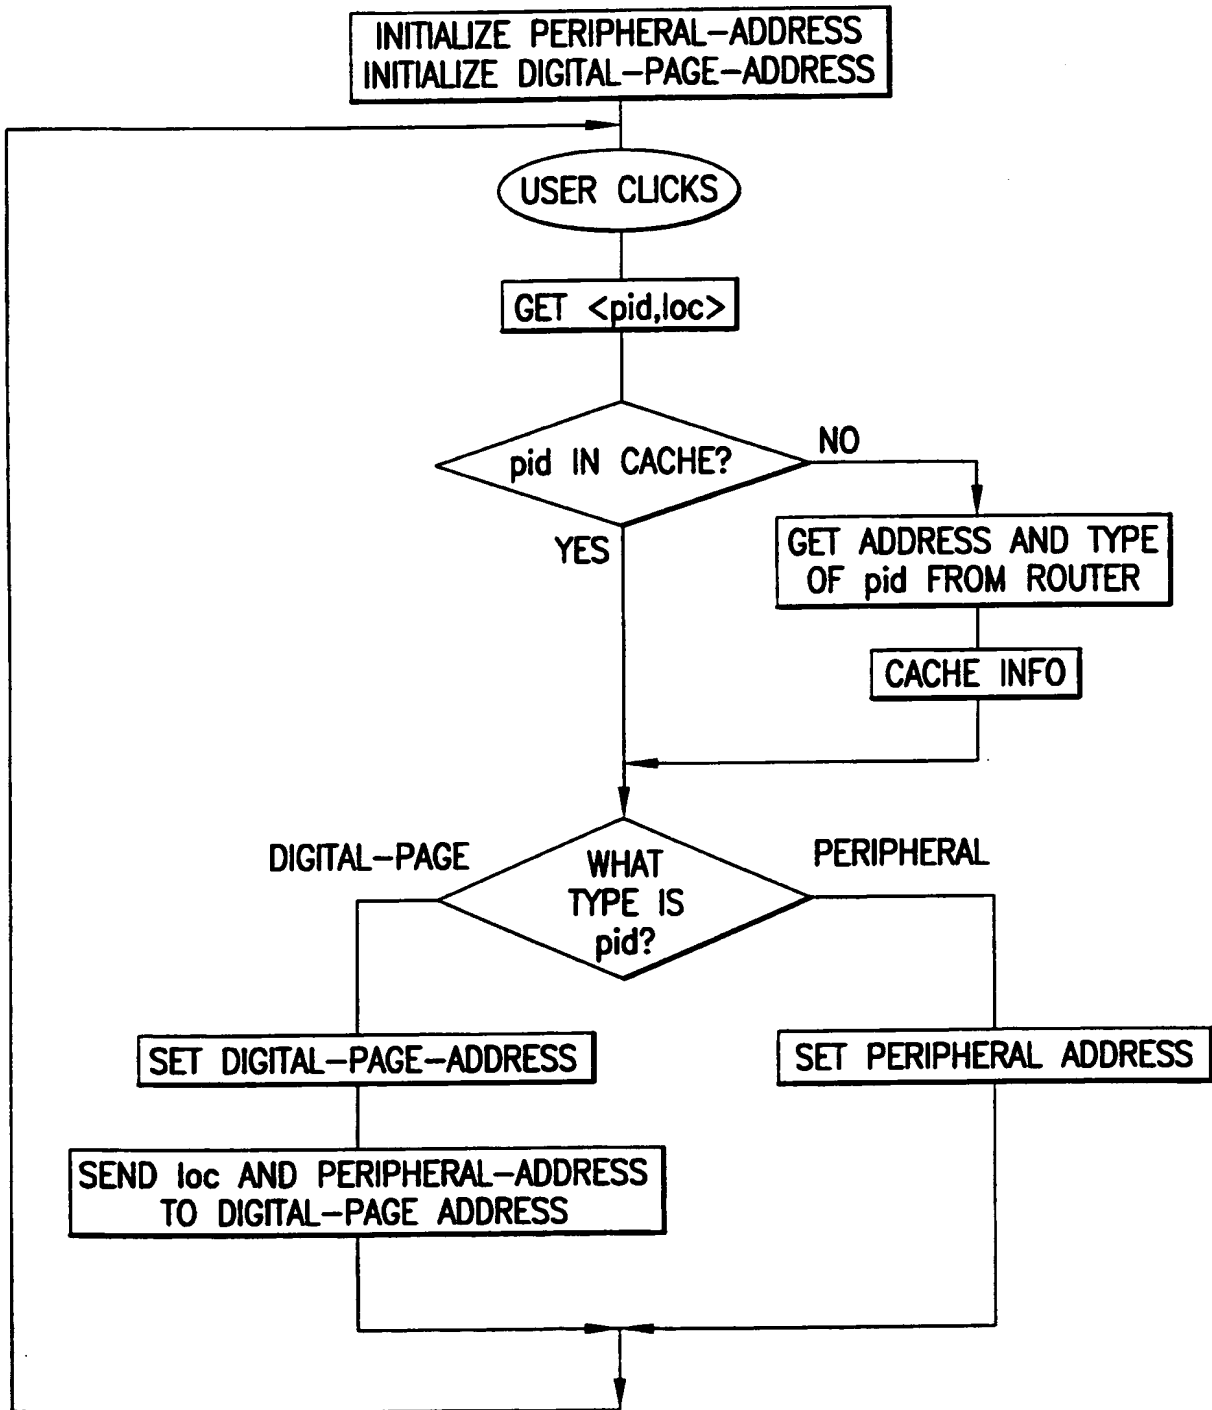 INITIALIZE PERIPHERAL-ADDRESS
INITIALIZE DIGITAL-PAGE-ADDRESS
USER CLICKS
GET <pid,loc>
pid IN CACHE?
NO
YES
GET ADDRESS AND TYPE
OF pid FROM ROUTER
CACHE INFO
DIGITAL-PAGE
WHAT
TYPE IS
pid?
PERIPHERAL
SET DIGITAL-PAGE-ADDRESS
SET PERIPHERAL ADDRESS
SEND loc AND PERIPHERAL-ADDRESS
TO DIGITAL-PAGE ADDRESS